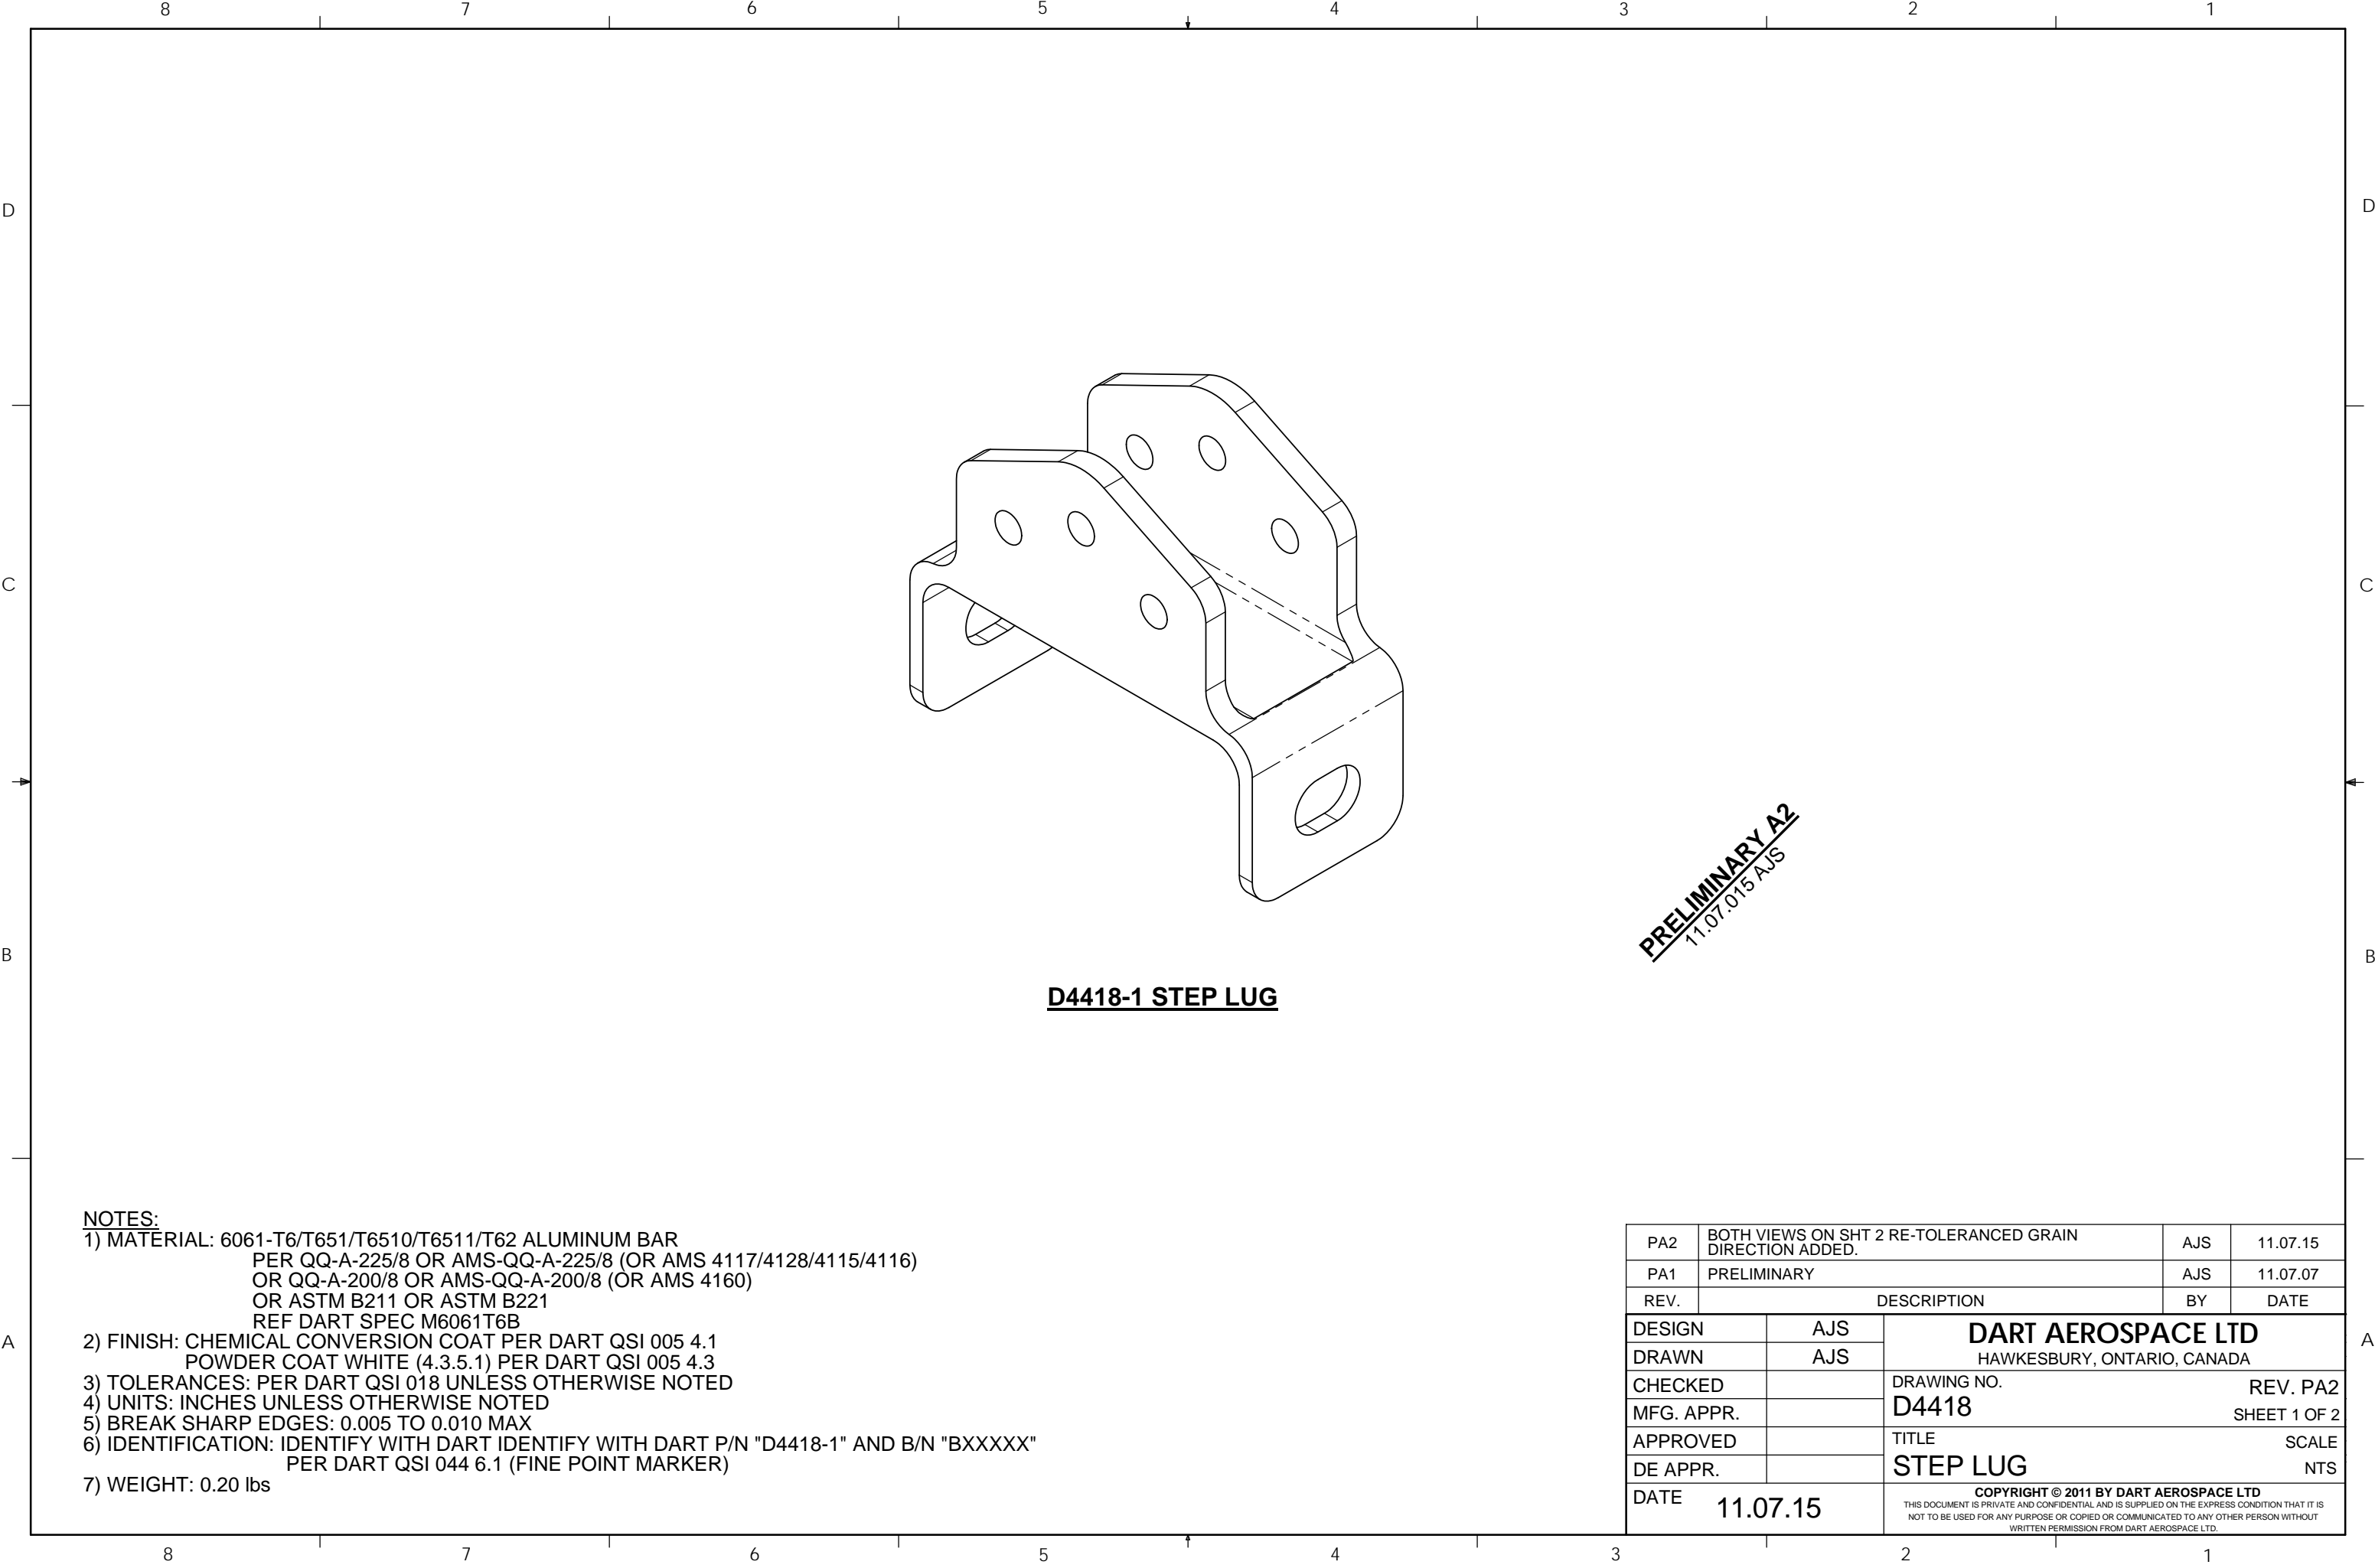 8 7 6 5 4 3 2 1
D D
C C
B B
A A
D4418-1 STEP LUG
PRELIMINARY A2
11.07.015 AJS
NOTES:
1) MATERIAL: 6061-T6/T651/T6510/T6511/T62 ALUMINUM BAR
PER QQ-A-225/8 OR AMS-QQ-A-225/8 (OR AMS 4117/4128/4115/4116)
OR QQ-A-200/8 OR AMS-QQ-A-200/8 (OR AMS 4160)
OR ASTM B211 OR ASTM B221
REF DART SPEC M6061T6B
2) FINISH: CHEMICAL CONVERSION COAT PER DART QSI 005 4.1
POWDER COAT WHITE (4.3.5.1) PER DART QSI 005 4.3
3) TOLERANCES: PER DART QSI 018 UNLESS OTHERWISE NOTED
4) UNITS: INCHES UNLESS OTHERWISE NOTED
5) BREAK SHARP EDGES: 0.005 TO 0.010 MAX
6) IDENTIFICATION: IDENTIFY WITH DART IDENTIFY WITH DART P/N "D4418-1" AND B/N "BXXXXX"
PER DART QSI 044 6.1 (FINE POINT MARKER)
7) WEIGHT: 0.20 lbs
PA2 BOTH VIEWS ON SHT 2 RE-TOLERANCED GRAIN
DIRECTION ADDED. AJS 11.07.15
PA1 PRELIMINARY AJS 11.07.07
REV. DESCRIPTION BY DATE
DESIGN AJS
DRAWN AJS
CHECKED
MFG. APPR.
APPROVED
DE APPR.
DATE 11.07.15
DART AEROSPACE LTD
HAWKESBURY, ONTARIO, CANADA
DRAWING NO. REV. PA2
D4418 SHEET 1 OF 2
TITLE SCALE
STEP LUG NTS
COPYRIGHT © 2011 BY DART AEROSPACE LTD
THIS DOCUMENT IS PRIVATE AND CONFIDENTIAL AND IS SUPPLIED ON THE EXPRESS CONDITION THAT IT IS
NOT TO BE USED FOR ANY PURPOSE OR COPIED OR COMMUNICATED TO ANY OTHER PERSON WITHOUT
WRITTEN PERMISSION FROM DART AEROSPACE LTD.
8 7 6 5 4 3 2 1